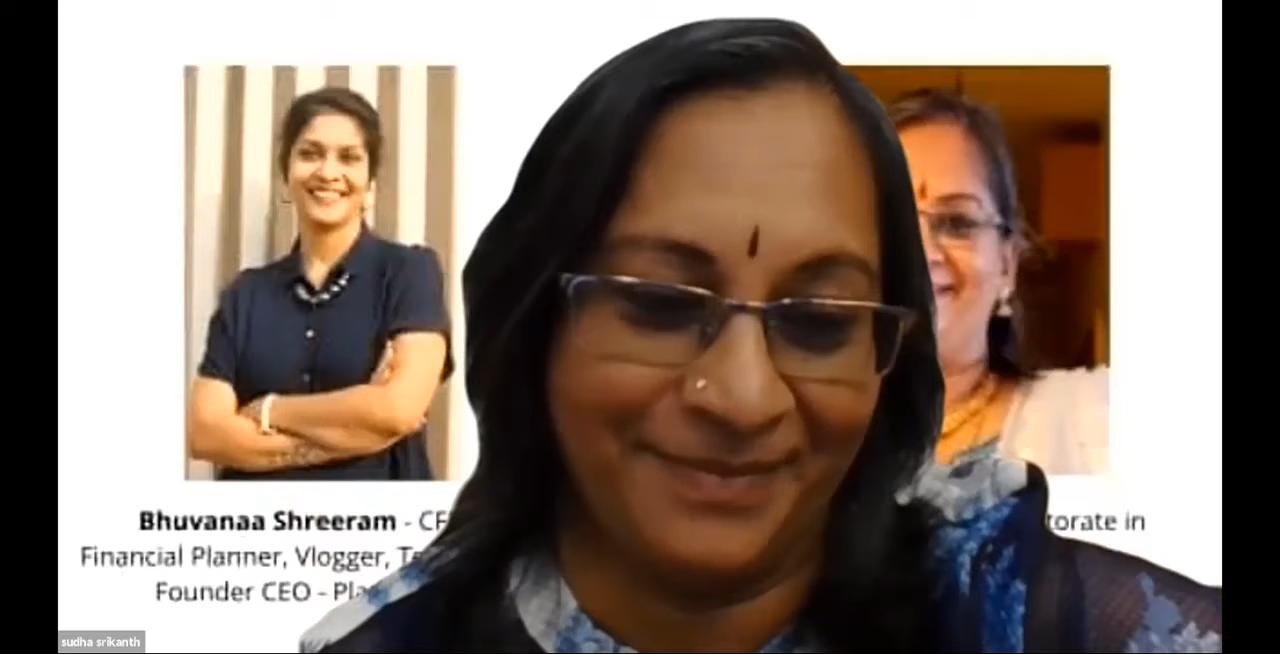 Bhuvanaa Shreeram - CF
Financial Planner, Vlogger, Te
Founder CEO - Pla
torate in
sudha srikanth